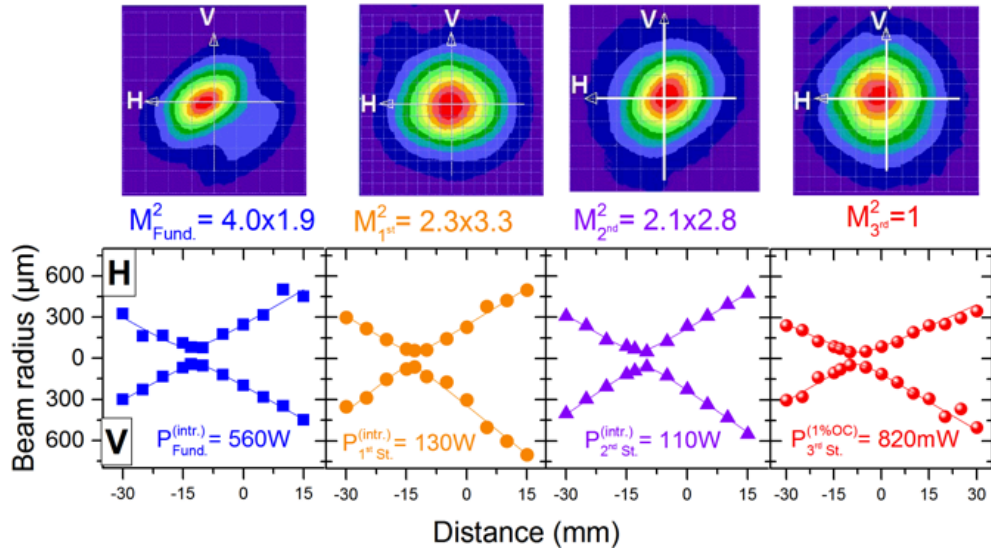 V V V V
H H H H
M²Fund. = 4.0x1.9 M²1st = 2.3x3.3 M²2nd = 2.1x2.8 M²3rd =1
Beam radius (µm)
600
300
0
300
600
H
V
P(intr.)Fund. = 560W P(intr.)1st St. = 130W P(intr.)2nd St. = 110W P(1%OC)3rd St. = 820mW
-30 -15 0 15 -30 -15 0 15 -30 -15 0 15 -30 -15 0 15 30
Distance (mm)